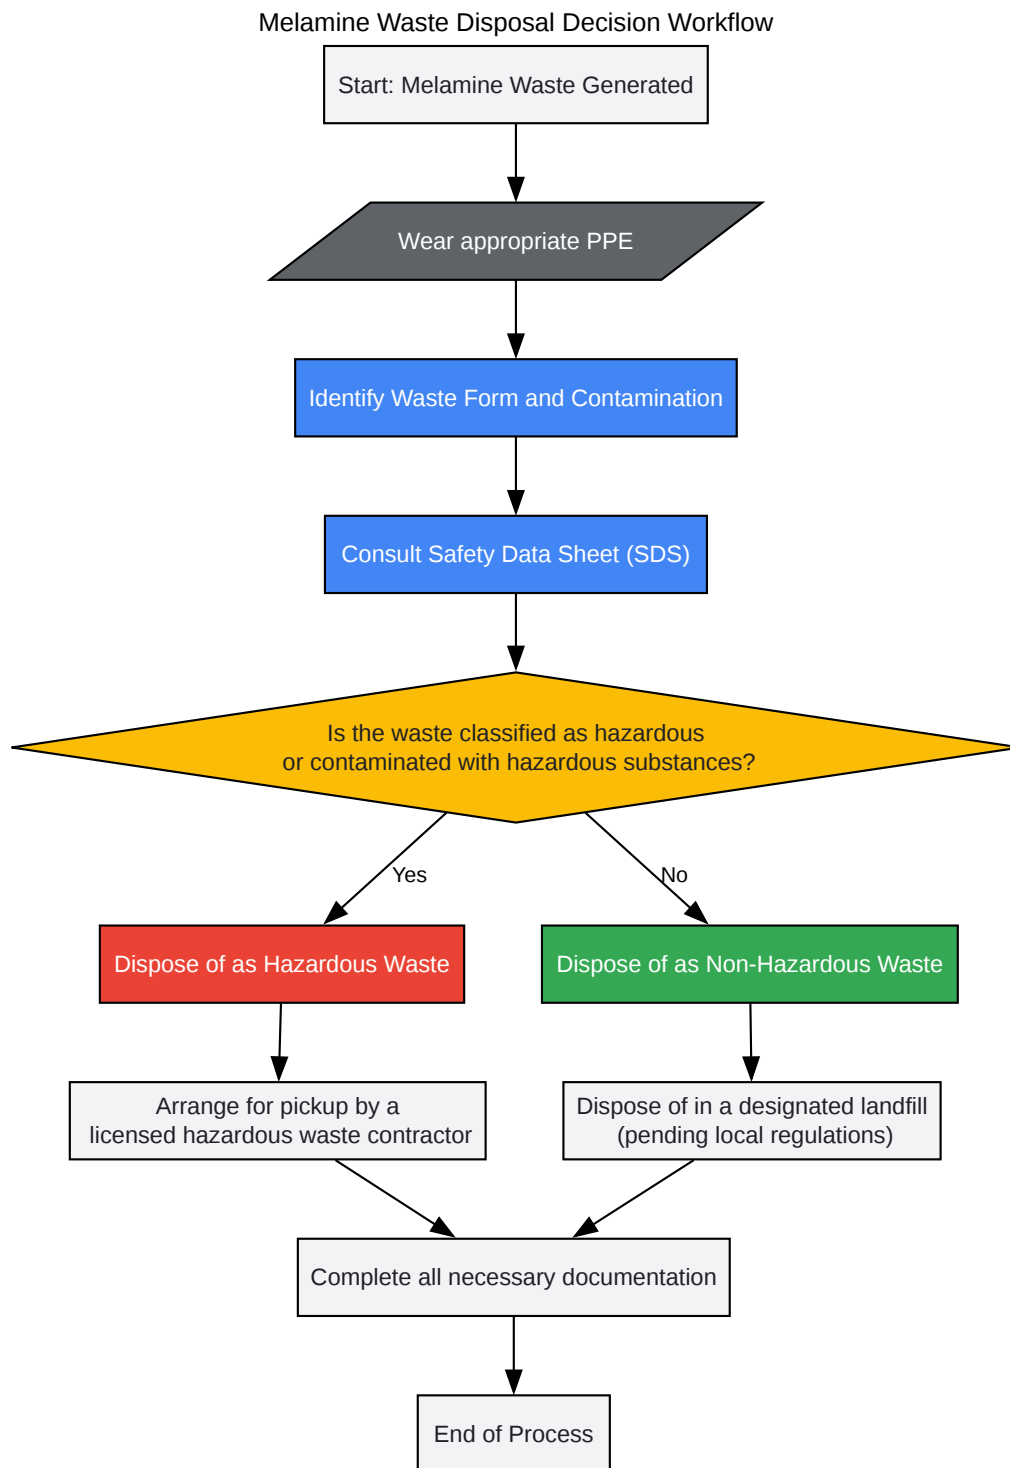 Melamine Waste Disposal Decision Workflow
Start: Melamine Waste Generated
Wear appropriate PPE
Identify Waste Form and Contamination
Consult Safety Data Sheet (SDS)
Is the waste classified as hazardous
or contaminated with hazardous substances?
Yes
No
Dispose of as Hazardous Waste
Dispose of as Non-Hazardous Waste
Arrange for pickup by a
licensed hazardous waste contractor
Dispose of in a designated landfill
(pending local regulations)
Complete all necessary documentation
End of Process